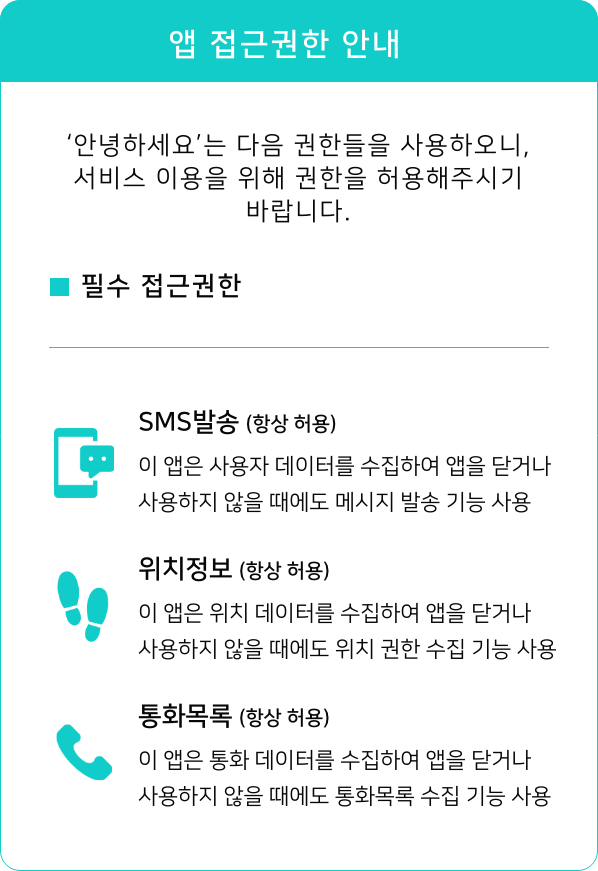 앱 접근권한 안내
‘안녕하세요’는 다음 권한들을 사용하오니,
서비스 이용을 위해 권한을 허용해주시기
바랍니다.
필수 접근권한
SMS발송 (항상 허용)
이 앱은 사용자 데이터를 수집하여 앱을 닫거나
사용하지 않을 때에도 메시지 발송 기능 사용
위치정보 (항상 허용)
이 앱은 위치 데이터를 수집하여 앱을 닫거나
사용하지 않을 때에도 위치 권한 수집 기능 사용
통화목록 (항상 허용)
이 앱은 통화 데이터를 수집하여 앱을 닫거나
사용하지 않을 때에도 통화목록 수집 기능 사용